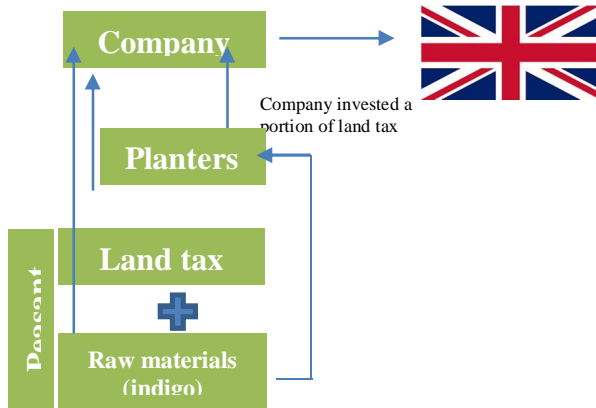 Company
Company invested a
portion of land tax
Planters
Land tax
Peasant
Raw materials
(indigo)